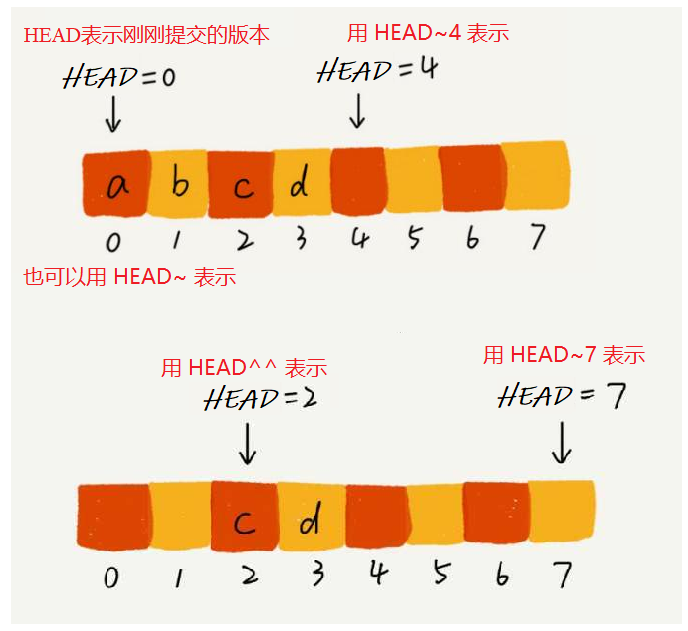 HEAD表示刚刚提交的版本
用 HEAD~4 表示
HEAD=0
HEAD=4
a b c d
0 1 2 3 4 5 6 7
也可以用 HEAD~ 表示
用 HEAD^^ 表示
用 HEAD~7 表示
HEAD=2
HEAD=7
c d
0 1 2 3 4 5 6 7